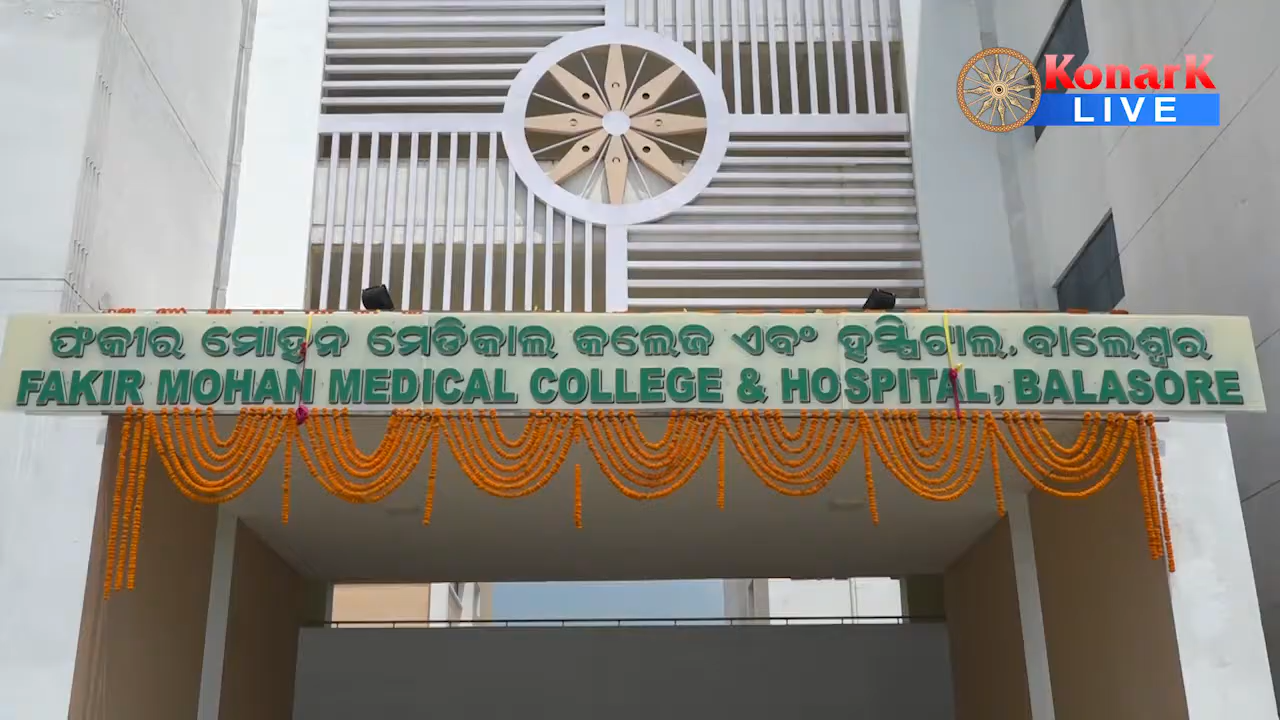 KonarK
LIVE
ଫକୀର ମୋହନ ମେଡିକାଲ କଲେଜ ଏବଂ ହସ୍ପିଟାଲ, ବାଲେଶ୍ୱର
FAKIR MOHAN MEDICAL COLLEGE & HOSPITAL, BALASORE